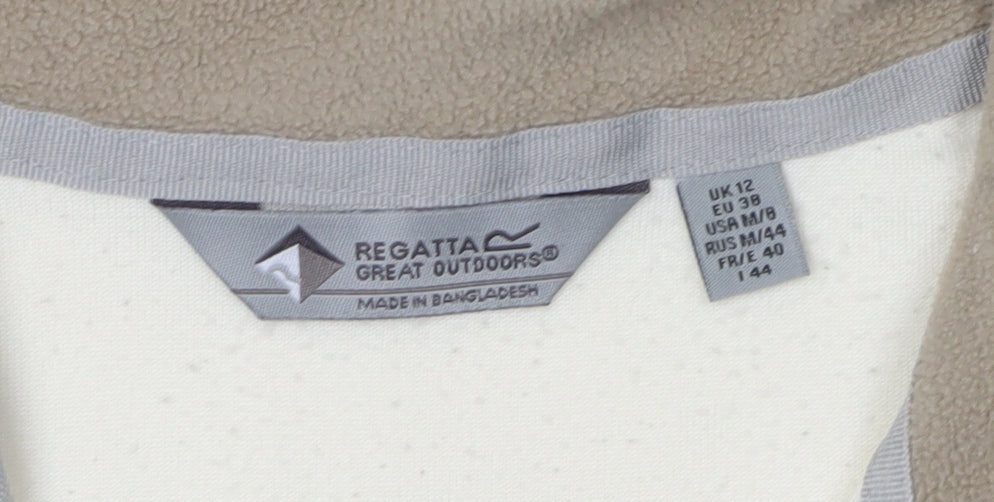 REGATTA
GREAT OUTDOORS®
MADE IN BANGLADESH
UK 12
EU 38
USA M/8
RUS M/44
FR/E 40
I 44